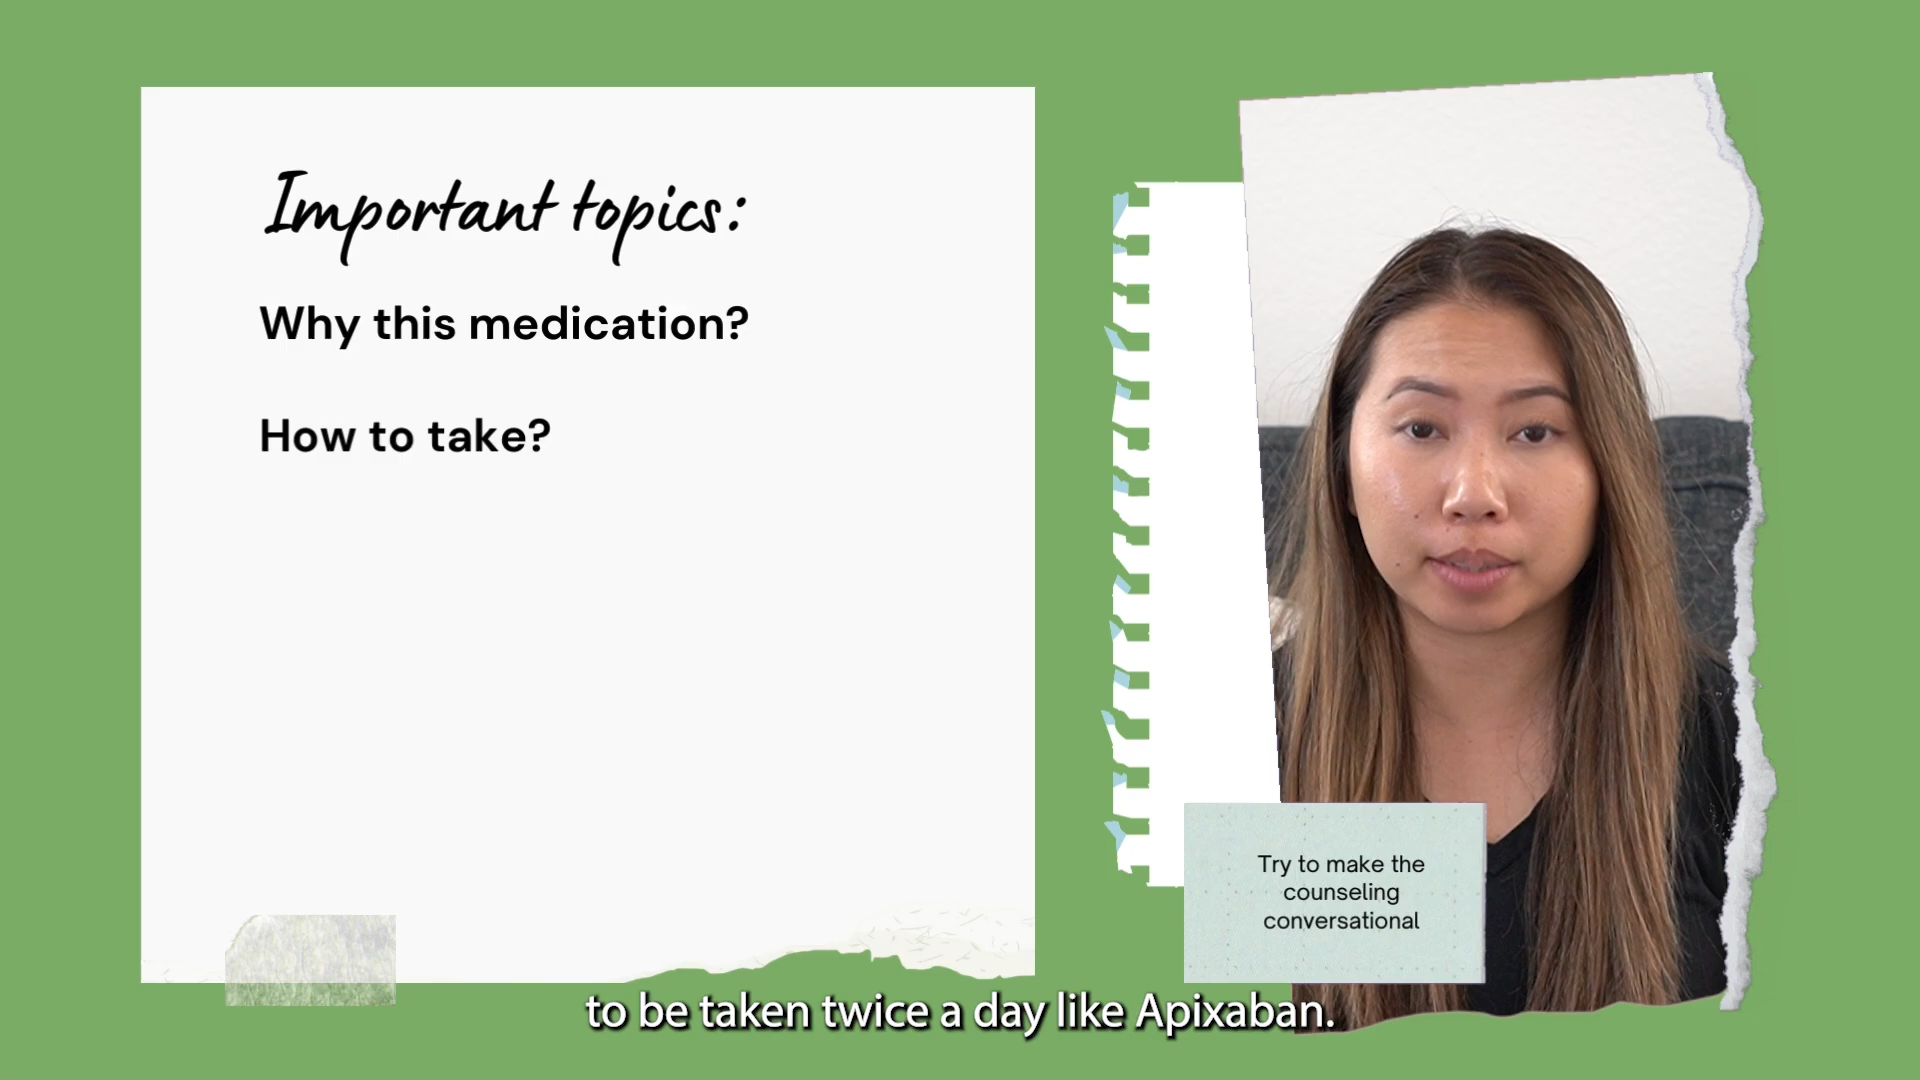 Important topics:
Why this medication?
How to take?
Try to make the
counseling
conversational
to be taken twice a day like Apixaban.